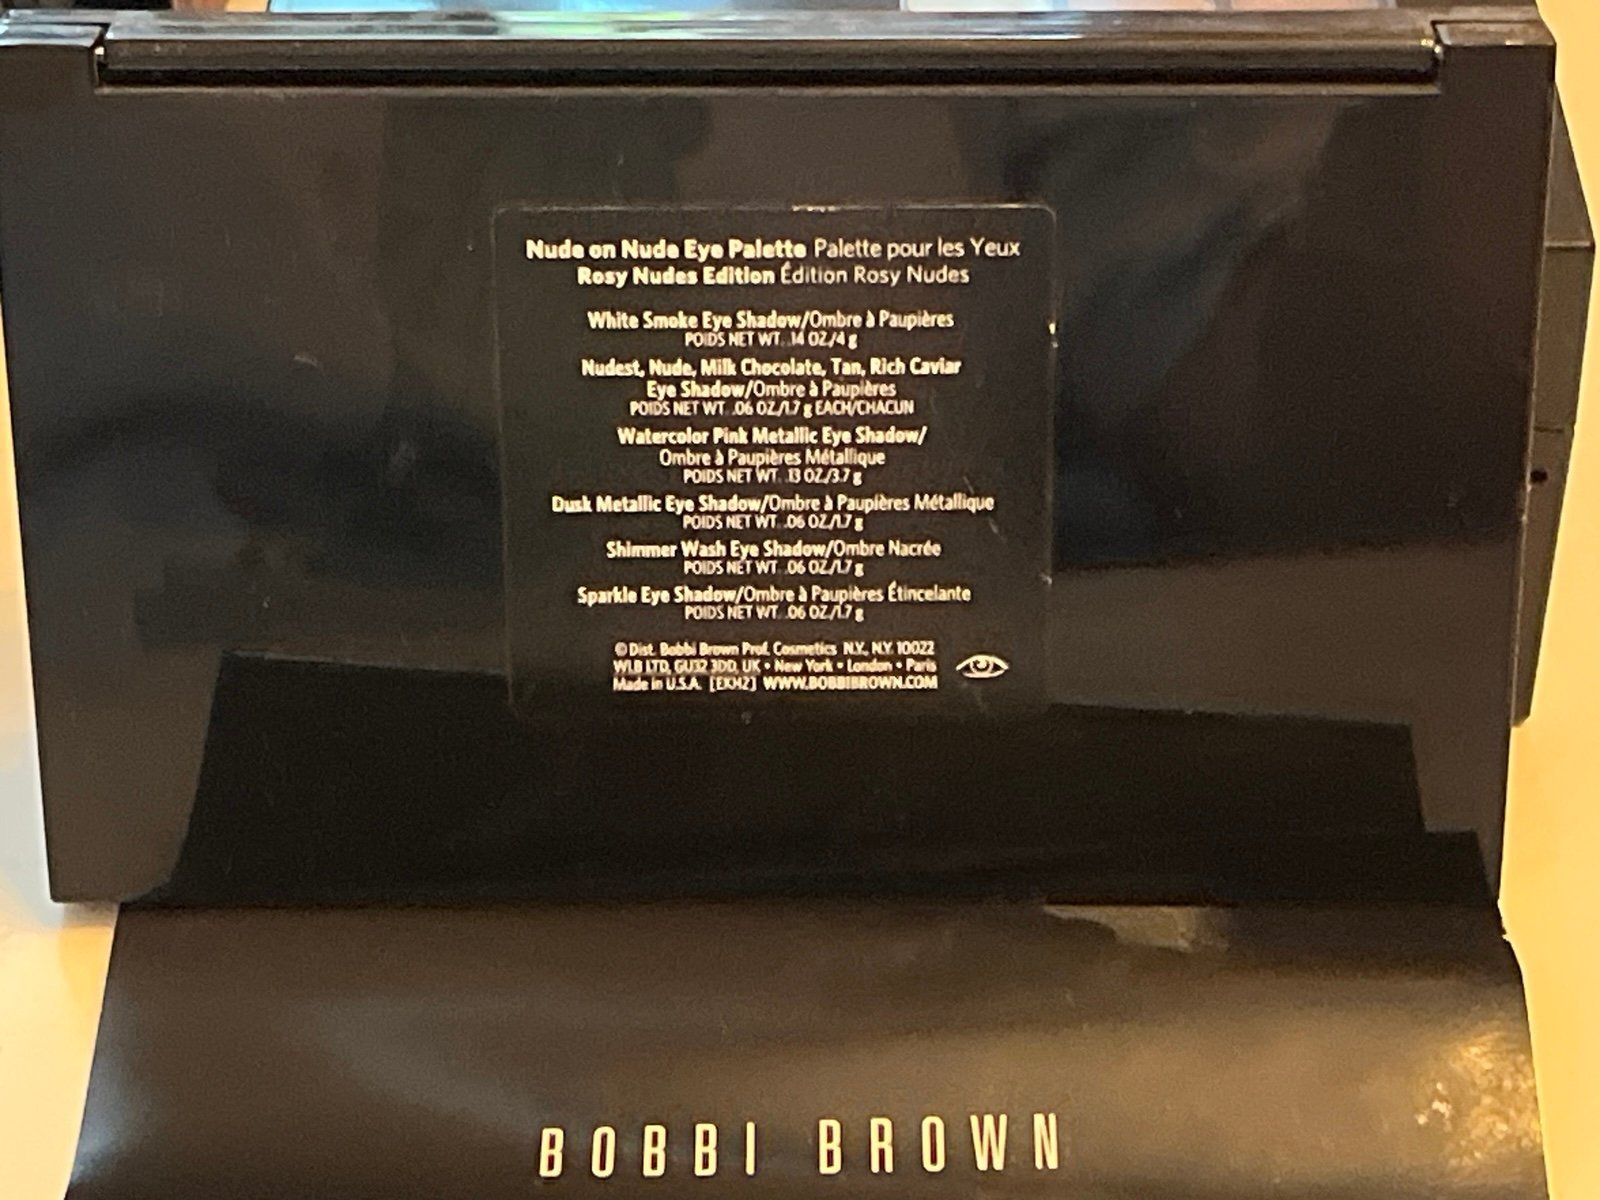 Nude on Nude Eye Palette Palette pour les Yeux
Rosy Nudes Edition Édition Rosy Nudes
White Smoke Eye Shadow/Ombre à Paupières
POIDS NET WT. .14 OZ./4 g
Nudest, Nude, Milk Chocolate, Tan, Rich Caviar
Eye Shadow/Ombre à Paupières
POIDS NET WT. .06 OZ./1.7 g EACH/CHACUN
Watercolor Pink Metallic Eye Shadow/
Ombre à Paupières Métallique
POIDS NET WT. .13 OZ./3.7 g
Dusk Metallic Eye Shadow/Ombre à Paupières Métallique
POIDS NET WT. .06 OZ./1.7 g
Shimmer Wash Eye Shadow/Ombre Nacrée
POIDS NET WT. .06 OZ./1.7 g
Sparkle Eye Shadow/Ombre à Paupières Étincelante
POIDS NET WT. .06 OZ./1.7 g
© Dist. Bobbi Brown Prof. Cosmetics N.Y., N.Y. 10022
WLB LTD, GU32 3DD, UK • New York • London • Paris
Made in U.S.A. [EKH2] WWW.BOBBIBROWN.COM
BOBBI BROWN